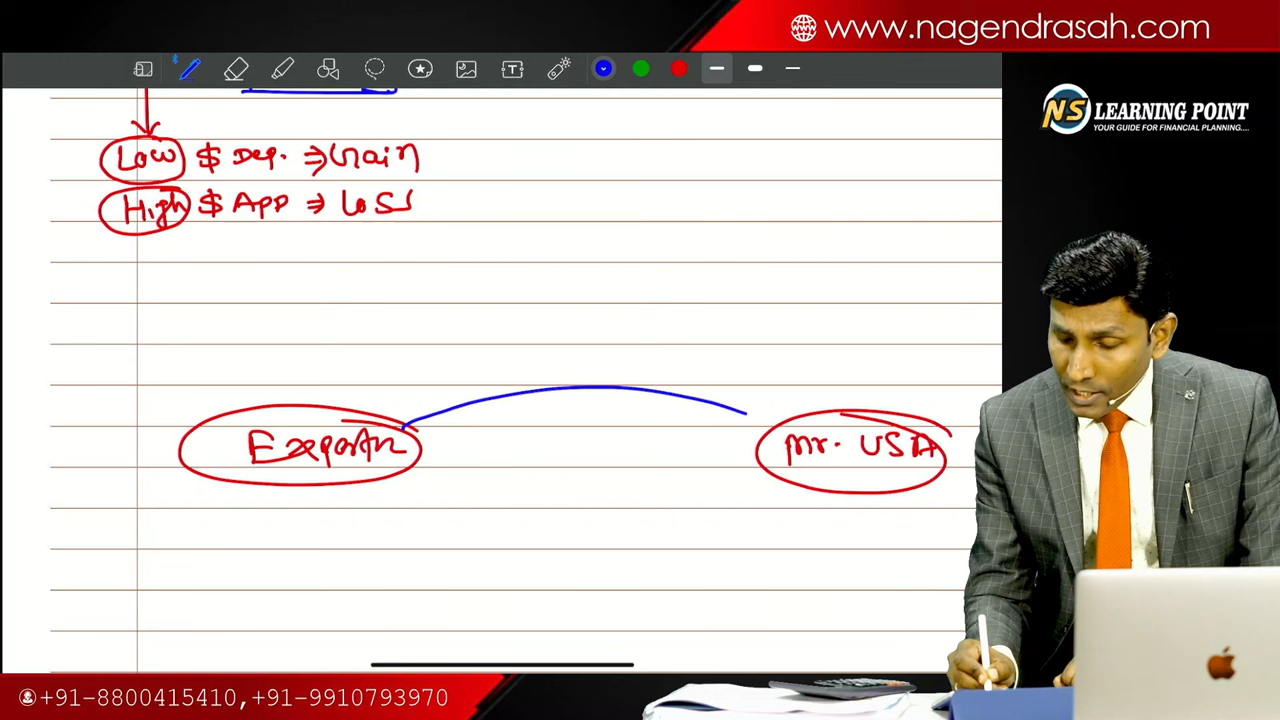 www.nagendrasah.com
NS LEARNING POINT
YOUR GUIDE FOR FINANCIAL PLANNING....
Low $ Dep. ⇒ Gain
High $ App ⇒ Loss
Exporter
Mr. USA
+91-8800415410,+91-9910793970